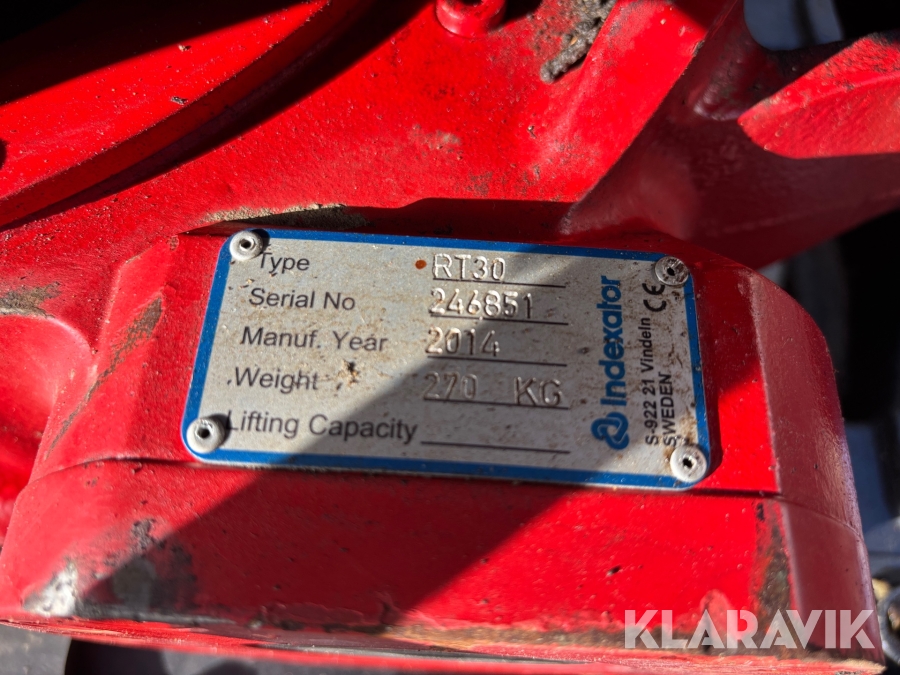 Type RT30
Serial No 246851
Manuf. Year 2014
Weight 270 KG
Lifting Capacity
Indexator
S-922 21 Vindeln CE
SWEDEN
KLARAVIK